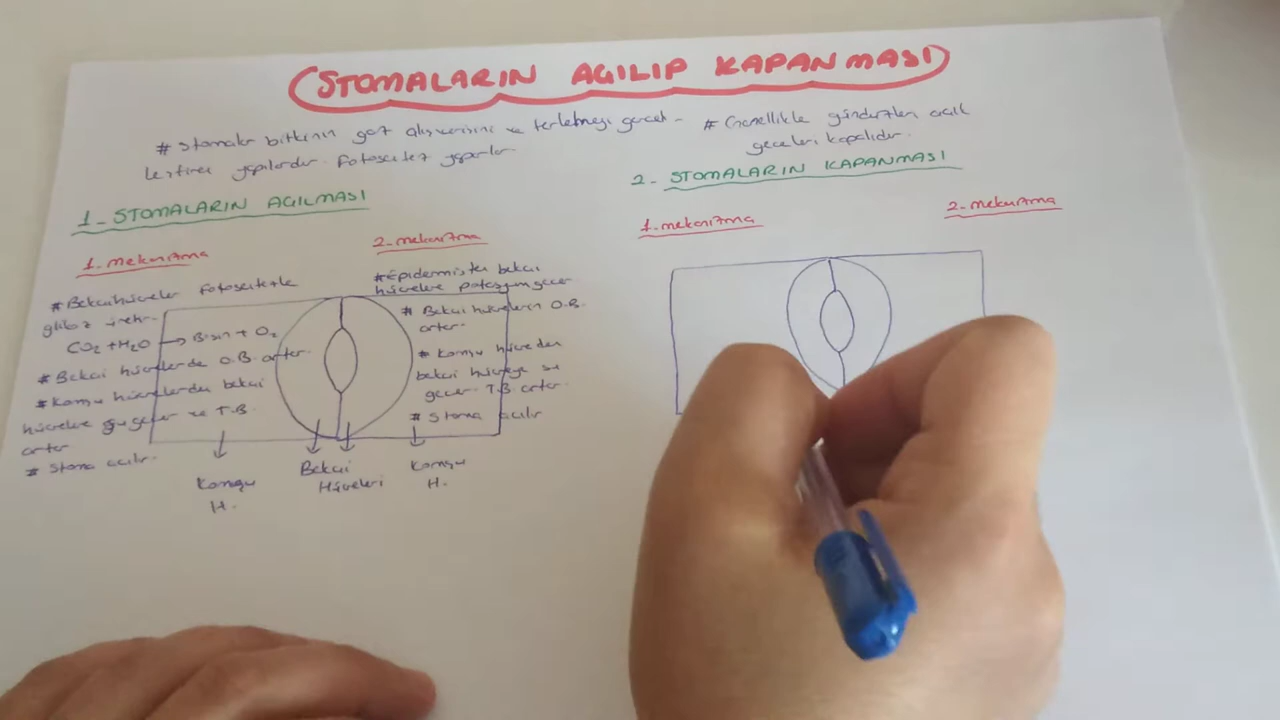 STOMALARIN AÇILIP KAPANMASI
# Stomalar bitkinin gaz alışverişini ve terlemeyi gerçek-
leştiren yapılardır. Fotosentez yaparlar.
# Genellikle gündüzleri açık
geceleri kapalıdır.
1- STOMALARIN AÇILMASI
1. mekanizma
# Bekçi hücreler fotosentezle
glikoz üretir.
CO2 + H2O → Besin + O2
# Bekçi hücrelerde O.B. artar.
# Komşu hücrelerden bekçi
hücrelere su geçer ve T.B.
artar
# Stoma açılır.
2. mekanizma
#Epidermisten bekçi
hücrelere potasyum geçer
# Bekçi hücrelerin O.B.
artar.
# Komşu hücreden
bekçi hücreye su
geçer. T.B. artar.
# Stoma açılır
Komşu
H.
Bekçi
Hücreleri
Komşu
H.
2- STOMALARIN KAPANMASI
1. mekanizma
2. mekanizma